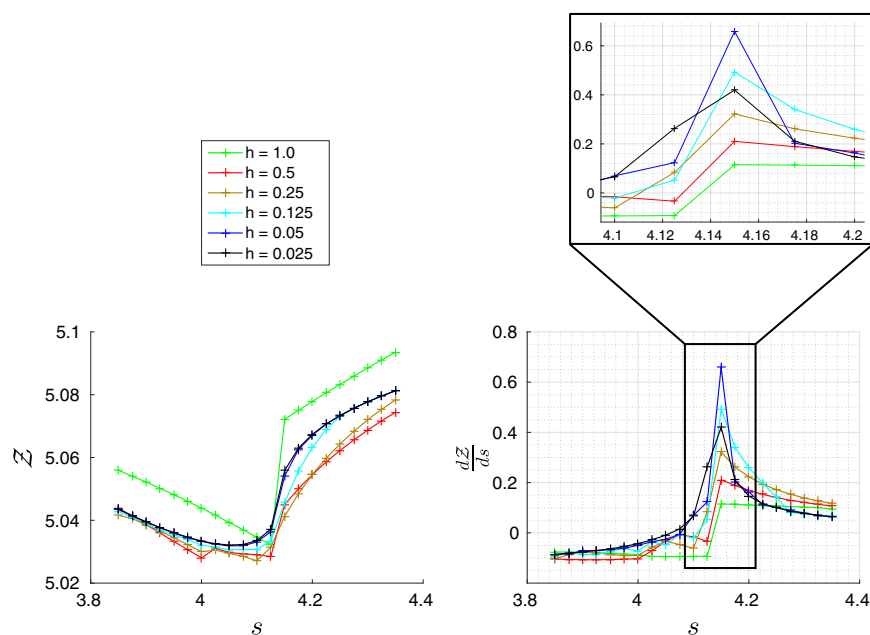 0.6
0.4
0.2
0
4.1 4.12 4.14 4.16 4.18 4.2
h = 1.0
h = 0.5
h = 0.25
h = 0.125
h = 0.05
h = 0.025
5.1
5.08
5.06
5.04
5.02
3.8 4 4.2 4.4
𝒵
s
0.8
0.6
0.4
0.2
0
3.8 4 4.2 4.4
d𝒵
ds
s